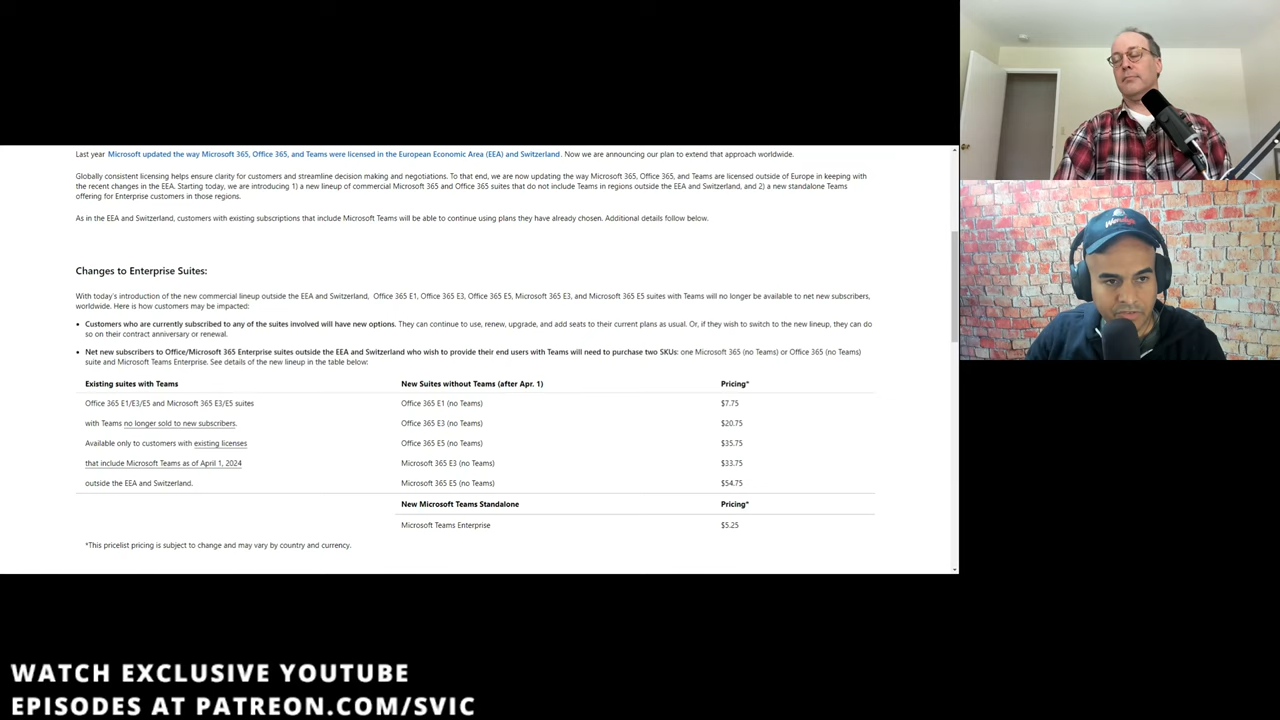 Last year Microsoft updated the way Microsoft 365, Office 365, and Teams were licensed in the European Economic Area (EEA) and Switzerland. Now we are announcing our plan to extend that approach worldwide.
Globally consistent licensing helps ensure clarity for customers and streamline decision making and negotiations. To that end, we are now updating the way Microsoft 365, Office 365, and Teams are licensed outside of Europe in keeping with
the recent changes in the EEA. Starting today, we are introducing 1) a new lineup of commercial Microsoft 365 and Office 365 suites that do not include Teams in regions outside the EEA and Switzerland, and 2) a new standalone Teams
offering for Enterprise customers in those regions.
As in the EEA and Switzerland, customers with existing subscriptions that include Microsoft Teams will be able to continue using plans they have already chosen. Additional details follow below.
Changes to Enterprise Suites:
With today's introduction of the new commercial lineup outside the EEA and Switzerland, Office 365 E1, Office 365 E3, Office 365 E5, Microsoft 365 E3, and Microsoft 365 E5 suites with Teams will no longer be available to net new subscribers,
worldwide. Here is how customers may be impacted:
• Customers who are currently subscribed to any of the suites involved will have new options. They can continue to use, renew, upgrade, and add seats to their current plans as usual. Or, if they wish to switch to the new lineup, they can do
so on their contract anniversary or renewal.
• Net new subscribers to Office/Microsoft 365 Enterprise suites outside the EEA and Switzerland who wish to provide their end users with Teams will need to purchase two SKUs: one Microsoft 365 (no Teams) or Office 365 (no Teams)
suite and Microsoft Teams Enterprise. See details of the new lineup in the table below:
Existing suites with Teams New Suites without Teams (after Apr. 1) Pricing*
Office 365 E1/E3/E5 and Microsoft 365 E3/E5 suites Office 365 E1 (no Teams) $7.75
with Teams no longer sold to new subscribers. Office 365 E3 (no Teams) $20.75
Available only to customers with existing licenses Office 365 E5 (no Teams) $35.75
that include Microsoft Teams as of April 1, 2024 Microsoft 365 E3 (no Teams) $33.75
outside the EEA and Switzerland. Microsoft 365 E5 (no Teams) $54.75
New Microsoft Teams Standalone Pricing*
Microsoft Teams Enterprise $5.25
*This pricelist pricing is subject to change and may vary by country and currency.
WATCH EXCLUSIVE YOUTUBE
EPISODES AT PATREON.COM/SVIC